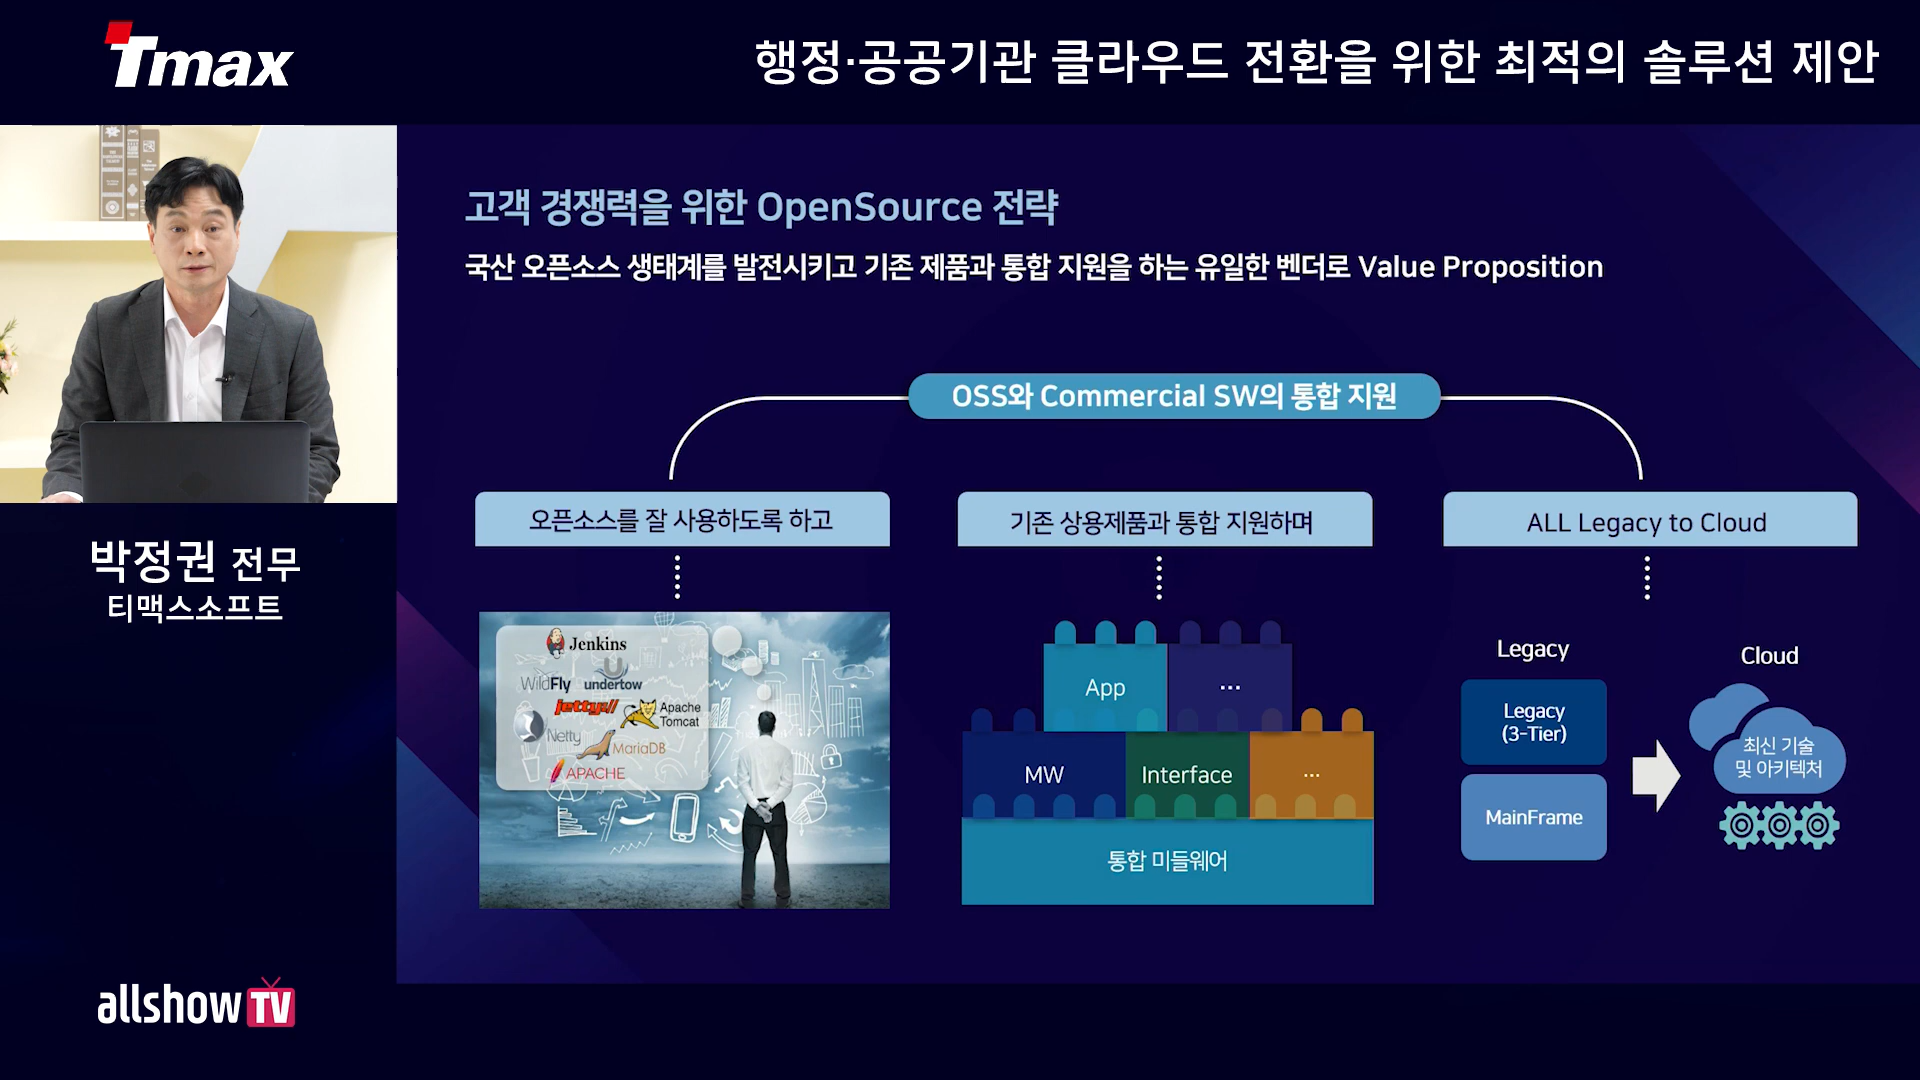 Tmax
행정·공공기관 클라우드 전환을 위한 최적의 솔루션 제안
고객 경쟁력을 위한 OpenSource 전략
국산 오픈소스 생태계를 발전시키고 기존 제품과 통합 지원을 하는 유일한 벤더로 Value Proposition
OSS와 Commercial SW의 통합 지원
오픈소스를 잘 사용하도록 하고
기존 상용제품과 통합 지원하며
ALL Legacy to Cloud
Jenkins
WildFly
undertow
jetty://
Apache
Tomcat
Netty
MariaDB
APACHE
App
...
MW
Interface
...
통합 미들웨어
Legacy
Legacy
(3-Tier)
MainFrame
Cloud
최신 기술
및 아키텍처
박정권 전무
티맥스소프트
allshow TV